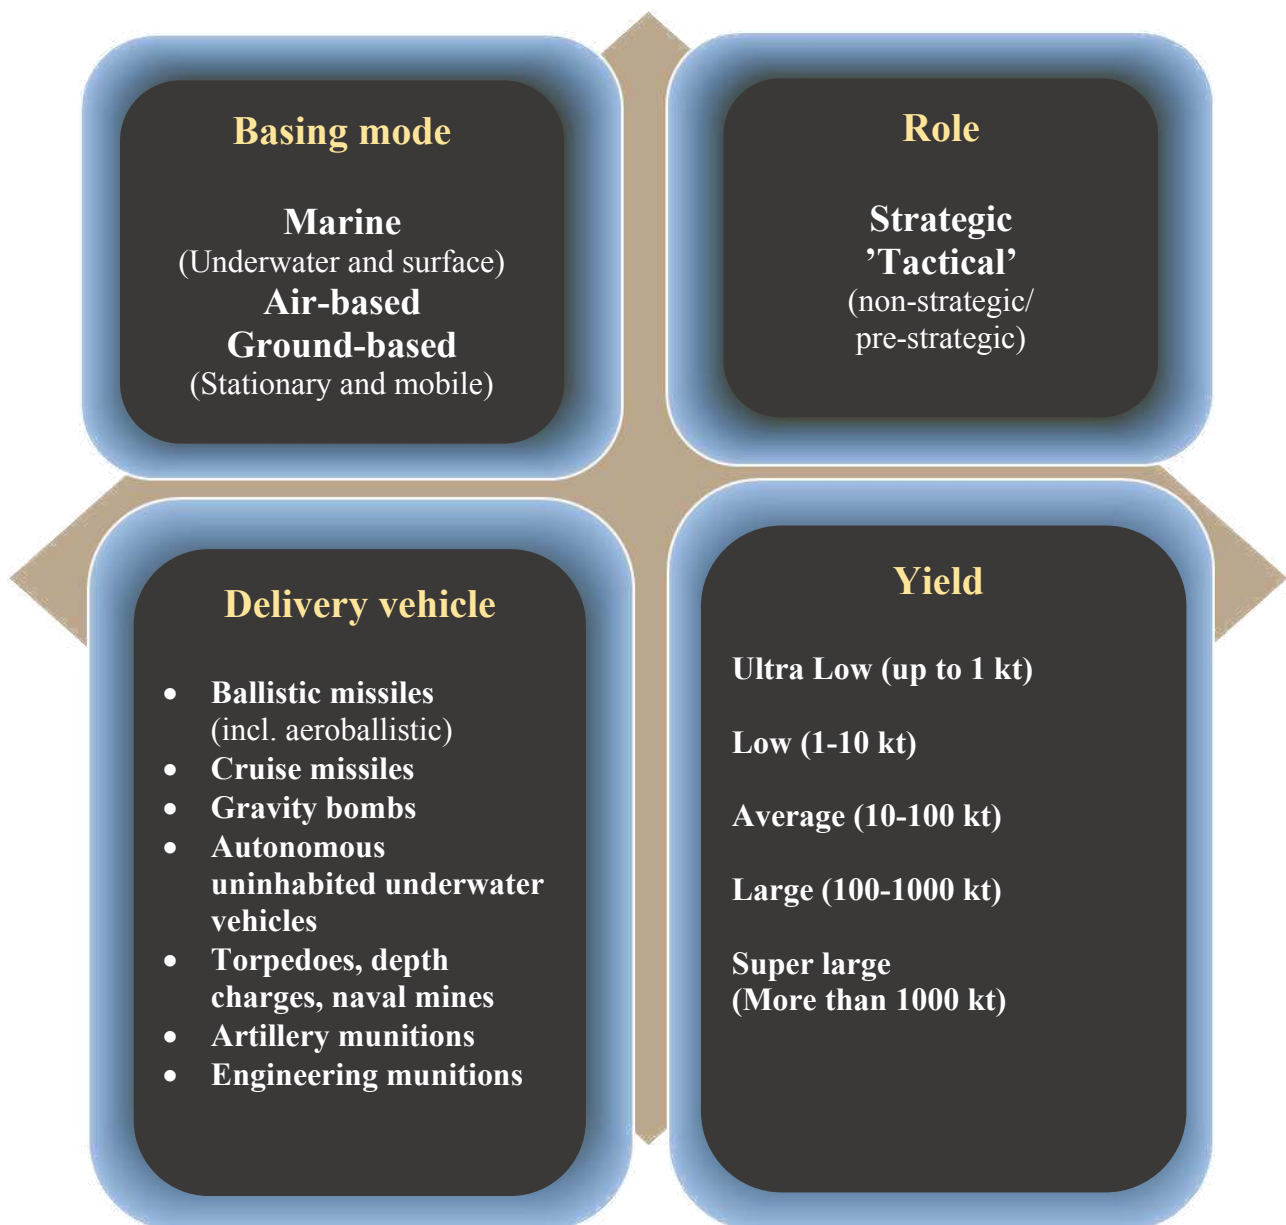 Basing mode
Marine
(Underwater and surface)
Air-based
Ground-based
(Stationary and mobile)
Role
Strategic
’Tactical’
(non-strategic/
pre-strategic)
Delivery vehicle
• Ballistic missiles
(incl. aeroballistic)
• Cruise missiles
• Gravity bombs
• Autonomous
uninhabited underwater
vehicles
• Torpedoes, depth
charges, naval mines
• Artillery munitions
• Engineering munitions
Yield
Ultra Low (up to 1 kt)
Low (1-10 kt)
Average (10-100 kt)
Large (100-1000 kt)
Super large
(More than 1000 kt)